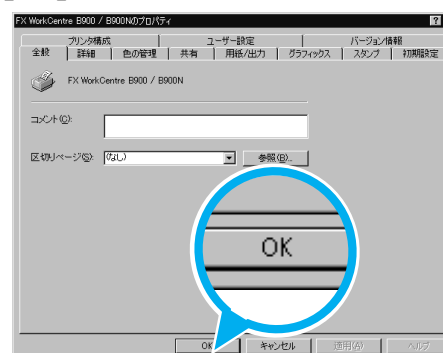 FX WorkCentre B900 / B900Nのプロパティ
プリンタ構成 ユーザー設定 バージョン情報
全般 詳細 色の管理 共有 用紙/出力 グラフィックス スタンプ 初期設定
FX WorkCentre B900 / B900N
コメント(C):
区切りページ(S): (なし) 参照(B)...
OK
OK キャンセル 適用(A) ヘルプ